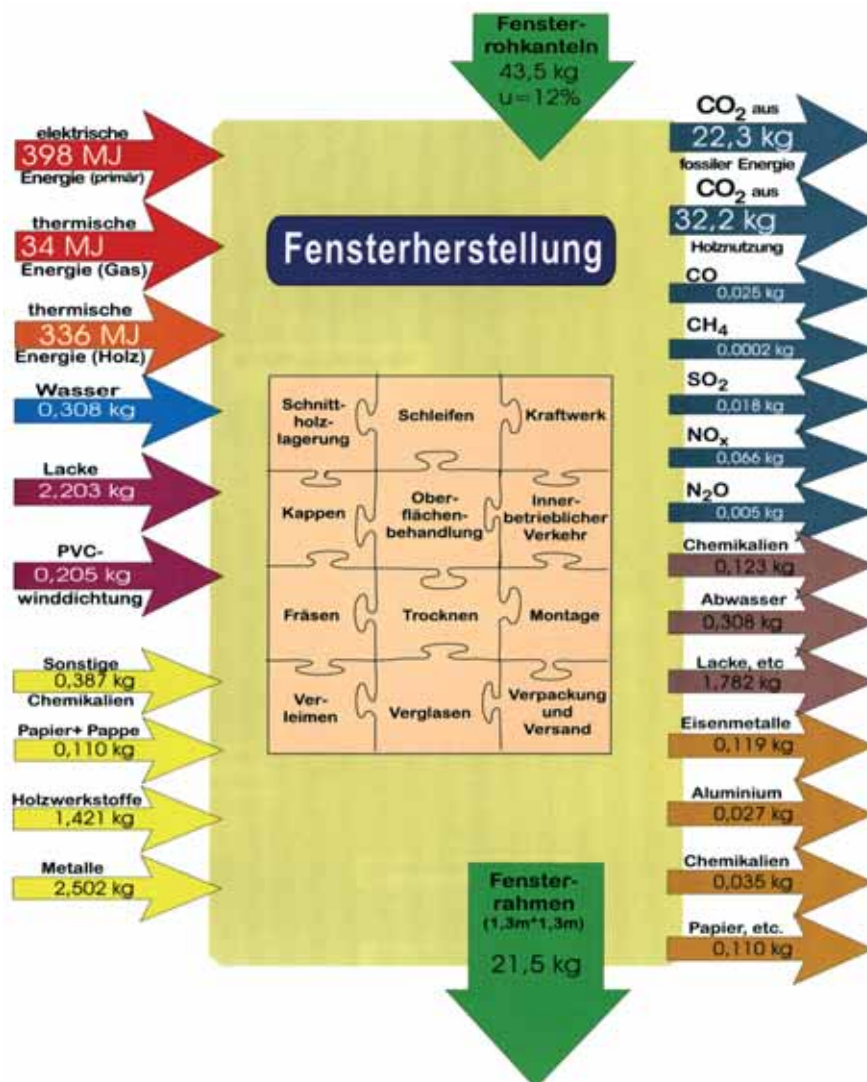 Fenster-
rohkanteln
43,5 kg
u=12%
elektrische
398 MJ
Energie (primär)
thermische
34 MJ
Energie (Gas)
thermische
336 MJ
Energie (Holz)
Wasser
0,308 kg
Lacke
2,203 kg
PVC-
0,205 kg
winddichtung
Sonstige
0,387 kg
Chemikalien
Papier+ Pappe
0,110 kg
Holzwerkstoffe
1,421 kg
Metalle
2,502 kg
Fensterherstellung
Schnitt-
holz-
lagerung
Schleifen
Kraftwerk
Kappen
Ober-
flächen-
behandlung
Inner-
betrieblicher
Verkehr
Fräsen
Trocknen
Montage
Ver-
leimen
Verglasen
Verpackung
und
Versand
CO₂ aus
22,3 kg
fossiler Energie
CO₂ aus
32,2 kg
Holznutzung
CO
0,025 kg
CH₄
0,0002 kg
SO₂
0,018 kg
NOₓ
0,066 kg
N₂O
0,005 kg
Chemikalien
0,123 kg
Abwasser
0,308 kg
Lacke, etc
1,782 kg
Eisenmetalle
0,119 kg
Aluminium
0,027 kg
Chemikalien
0,035 kg
Papier, etc.
0,110 kg
Fenster-
rahmen
(1,3m*1,3m)
21,5 kg